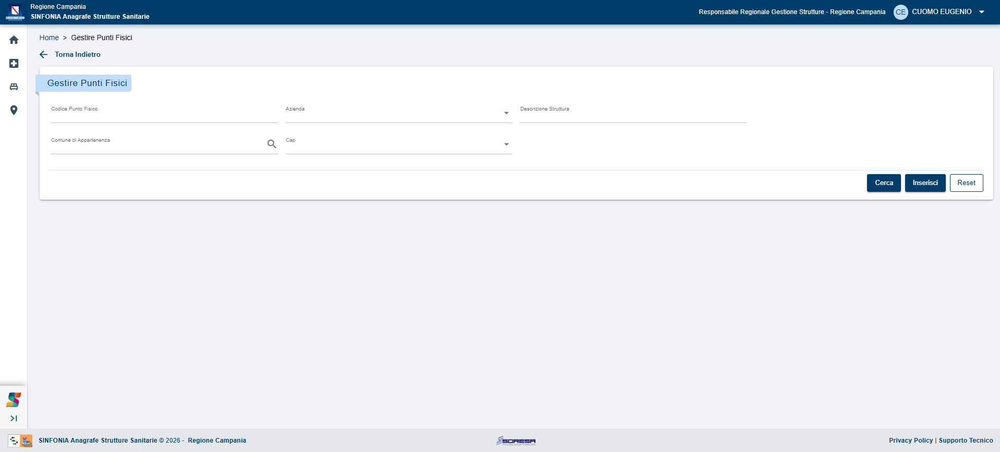 Regione Campania
SINFONIA Anagrafe Strutture Sanitarie
Responsabile Regionale Gestione Strutture - Regione Campania
CE
CUOMO EUGENIO
Home > Gestire Punti Fisici
Torna Indietro
Gestire Punti Fisici
Codice Punto Fisico
Azienda
Descrizione Struttura
Comune di Appartenenza
Cap
Cerca
Inserisci
Reset
SINFONIA Anagrafe Strutture Sanitarie © 2026 - Regione Campania
SORESA
Privacy Policy | Supporto Tecnico